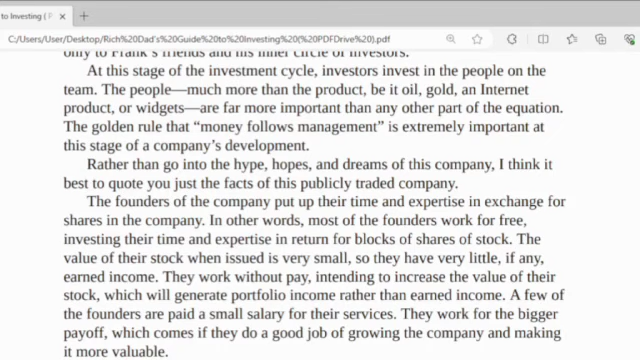 to Investing ( P
C:/Users/User/Desktop/Rich%20Dad's%20Guide%20to%20Investing%20(%20PDFDrive%20).pdf
only to Frank's friends and his inner circle of investors.
At this stage of the investment cycle, investors invest in the people on the
team. The people—much more than the product, be it oil, gold, an Internet
product, or widgets—are far more important than any other part of the equation.
The golden rule that “money follows management” is extremely important at
this stage of a company’s development.
Rather than go into the hype, hopes, and dreams of this company, I think it
best to quote you just the facts of this publicly traded company.
The founders of the company put up their time and expertise in exchange for
shares in the company. In other words, most of the founders work for free,
investing their time and expertise in return for blocks of shares of stock. The
value of their stock when issued is very small, so they have very little, if any,
earned income. They work without pay, intending to increase the value of their
stock, which will generate portfolio income rather than earned income. A few of
the founders are paid a small salary for their services. They work for the bigger
payoff, which comes if they do a good job of growing the company and making
it more valuable.